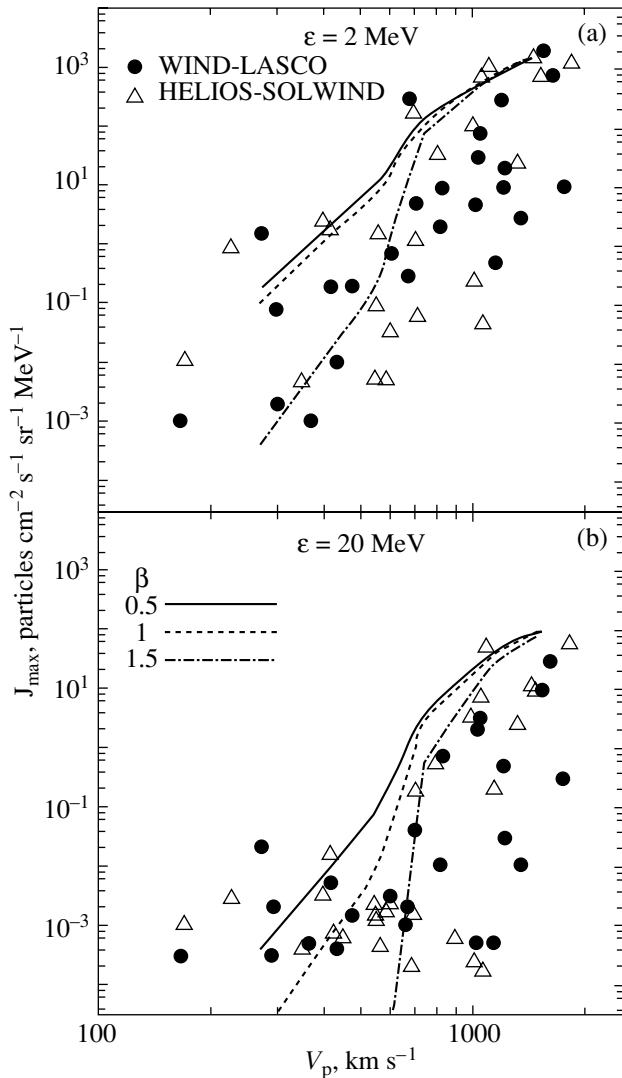 ε = 2 MeV
(a)
WIND-LASCO
HELIOS-SOLWIND
10³
10¹
10⁻¹
10⁻³
J_max, particles cm⁻² s⁻¹ sr⁻¹ MeV⁻¹
ε = 20 MeV
(b)
β
0.5
1
1.5
10³
10¹
10⁻¹
10⁻³
100
1000
V_p, km s⁻¹